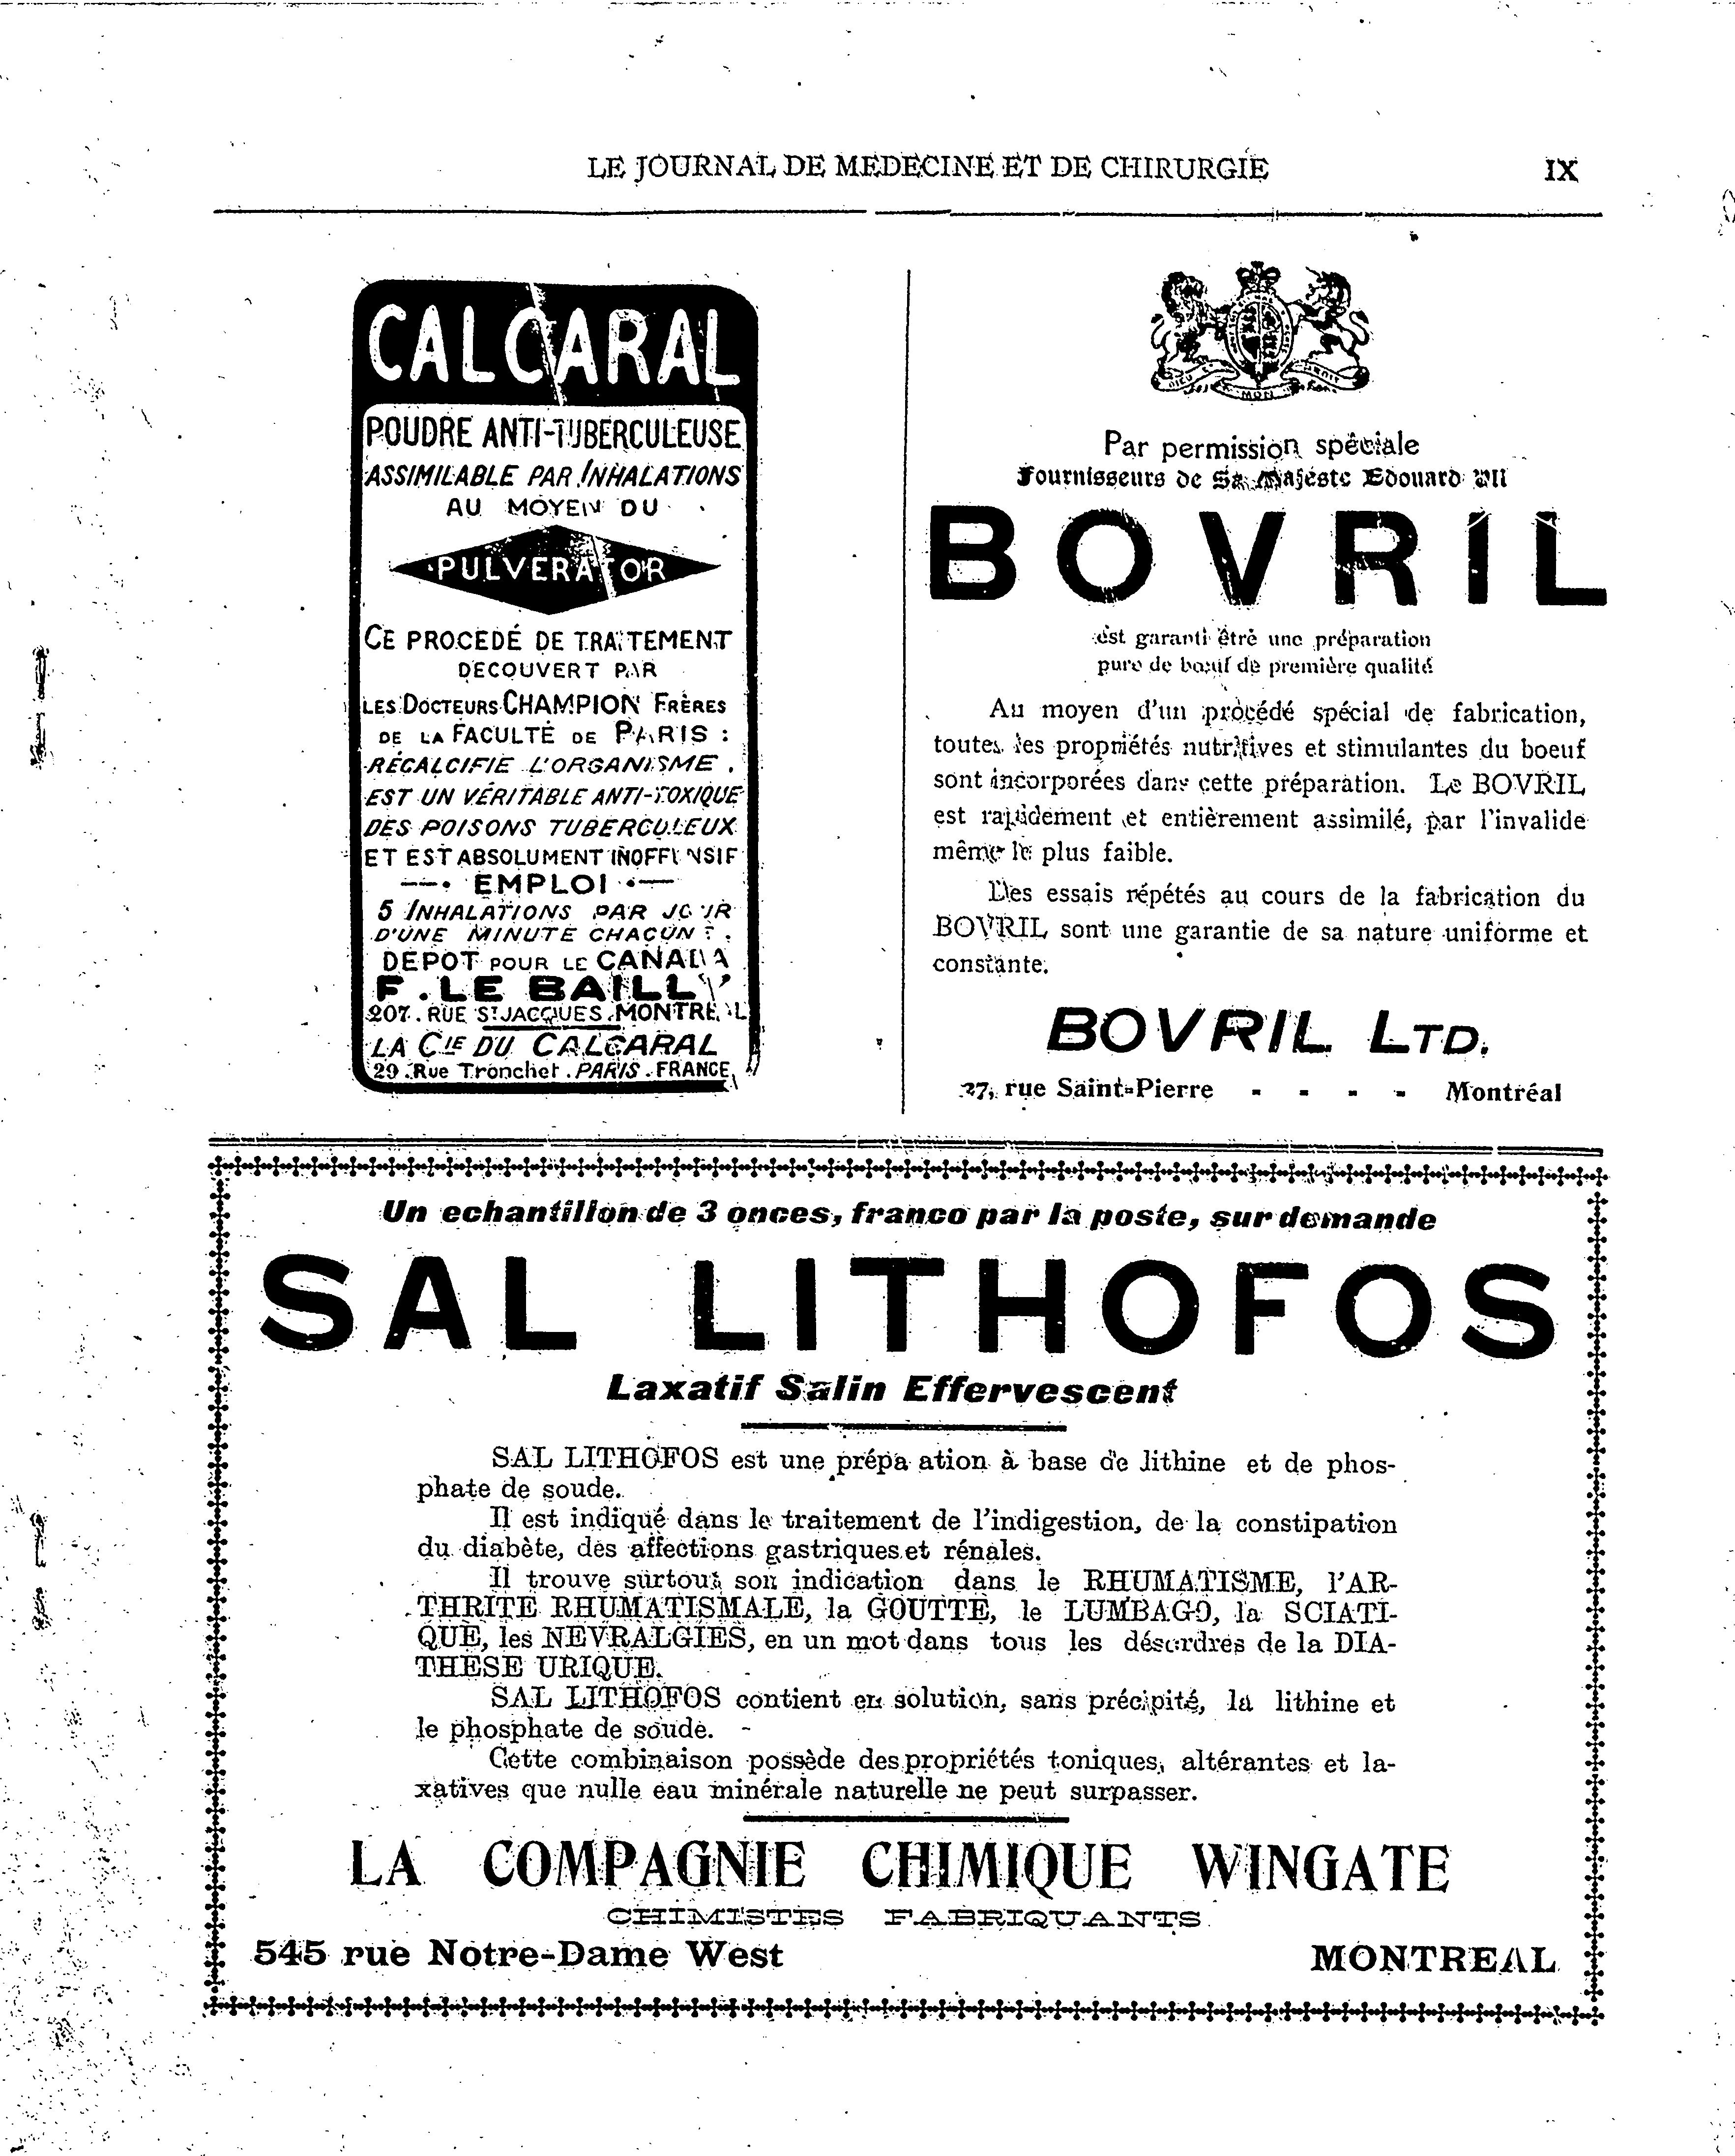 LE JOURNAL DE MEDECINE ET DE CHIRURGIE IX
CALCARAL
POUDRE ANTI-TUBERCULEUSE
ASSIMILABLE PAR INHALATIONS
AU MOYEN DU
PULVERATOR
CE PROCEDÉ DE TRAITEMENT
DECOUVERT PAR
LES DOCTEURS CHAMPION FRÈRES
DE LA FACULTÉ DE PARIS :
RÉCALCIFIE L'ORGANISME.
EST UN VÉRITABLE ANTI-TOXIQUE
DES POISONS TUBERCULEUX
ET EST ABSOLUMENT INOFFENSIF
EMPLOI
5 INHALATIONS PAR JOUR
D'UNE MINUTE CHACUNE.
DEPOT POUR LE CANADA
F. LE BAILLY
207. RUE ST JACQUES. MONTREAL
LA CIE DU CALCARAL
29. Rue Tronchet. PARIS. FRANCE
DIEU ET MON DROIT
Par permission spéciale
Fournisseurs de Sa Majeste Edouard VII
BOVRIL
est garanti être une préparation
pure de bœuf de première qualité
Au moyen d'un procédé spécial de fabrication,
toutes les propriétés nutritives et stimulantes du boeuf
sont incorporées dans cette préparation. Le BOVRIL
est rapidement et entièrement assimilé, par l'invalide
même le plus faible.
Des essais répétés au cours de la fabrication du
BOVRIL sont une garantie de sa nature uniforme et
constante.
BOVRIL LTD.
27, rue Saint-Pierre - - - - Montréal
Un echantillon de 3 onces, franco par la poste, sur demande
SAL LITHOFOS
Laxatif Salin Effervescent
SAL LITHOFOS est une prépa ation à base de lithine et de phos-
phate de soude.
Il est indiqué dans le traitement de l'indigestion, de la constipation
du diabète, des affections gastriques et rénales.
Il trouve surtout son indication dans le RHUMATISME, l'AR-
THRITE RHUMATISMALE, la GOUTTE, le LUMBAGO, la SCIATI-
QUE, les NEVRALGIES, en un mot dans tous les désordres de la DIA-
THESE URIQUE.
SAL LITHOFOS contient en solution, sans précipité, la lithine et
le phosphate de soude.
Cette combinaison possède des propriétés toniques, altérantes et la-
xatives que nulle eau minérale naturelle ne peut surpasser.
LA COMPAGNIE CHIMIQUE WINGATE
CHIMISTES FABRIQUANTS
545 rue Notre-Dame West MONTREAL